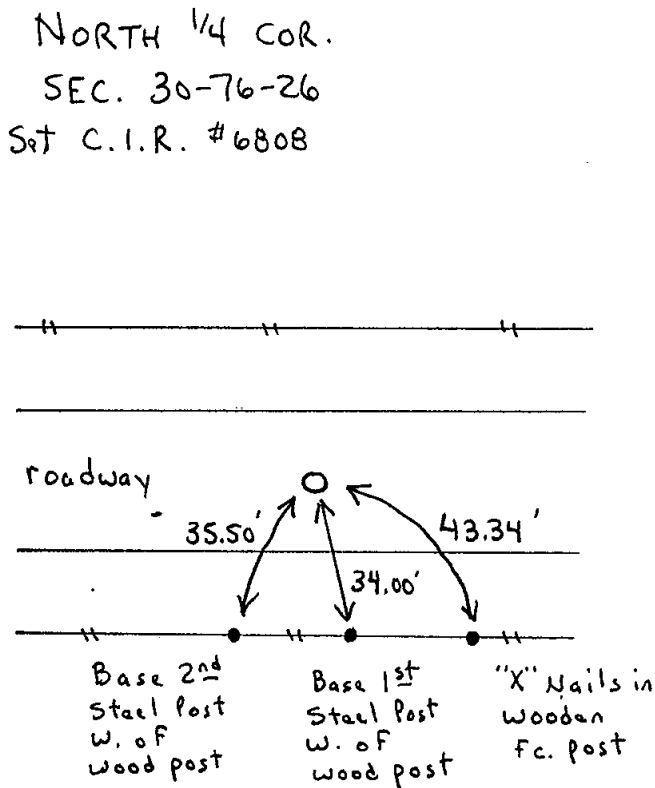 NORTH 1/4 COR.
SEC. 30-76-26
Set C.I.R. #6808
roadway
35.50'
43.34'
34.00'
Base 2nd
Steel Post
W. of
wood post
Base 1st
Steel Post
W. of
wood post
"X" Nails in
wooden
Fc. post